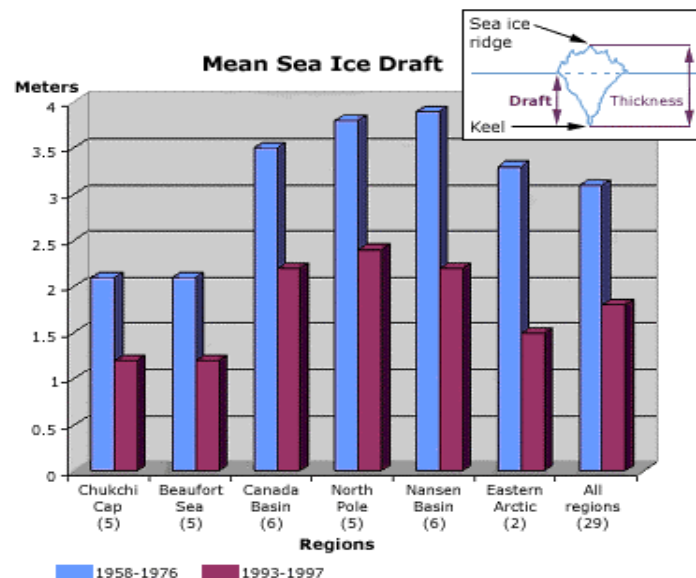 Mean Sea Ice Draft
Sea ice
ridge
Draft
Thickness
Keel
Meters
4
3.5
3
2.5
2
1.5
1
0.5
0
Chukchi
Cap
(5)
Beaufort
Sea
(5)
Canada
Basin
(6)
North
Pole
(5)
Nansen
Basin
(6)
Eastern
Arctic
(2)
All
regions
(29)
Regions
1958-1976
1993-1997